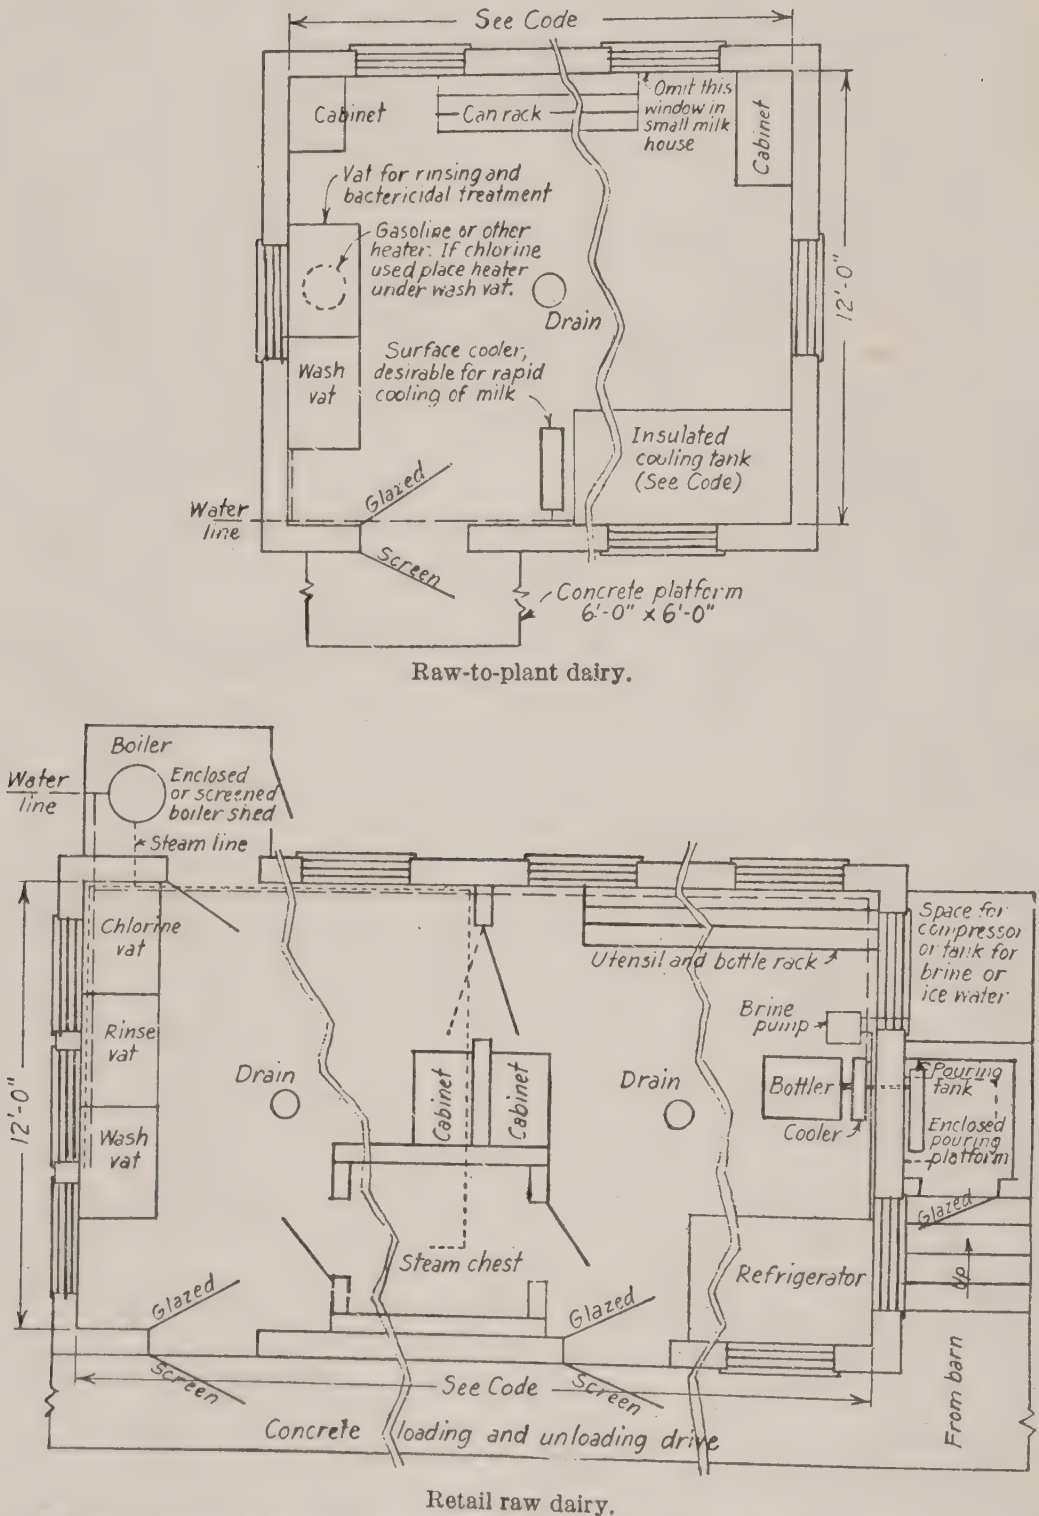 See Code
Cabinet
Can rack
Omit this
window in
small milk
house
Cabinet
Vat for rinsing and
bactericidal treatment
Gasoline or other
heater. If chlorine
used place heater
under wash vat.
Drain
12'-0"
Wash
vat
Surface cooler,
desirable for rapid
cooling of milk
Insulated
cooling tank
(See Code)
Glazed
Water
line
Screen
Concrete platform
6'-0" x 6'-0"
Raw-to-plant dairy.
Boiler
Water
line
Enclosed
or screened
boiler shed
Steam line
Chlorine
vat
Space for
compressor
or tank for
brine or
ice water
Utensil and bottle rack
Rinse
vat
Brine
pump
Drain
Cabinet
Cabinet
Drain
Bottler
Pouring
tank
Cooler
Enclosed
pouring
platform
12'-0"
Wash
vat
Glazed
Steam chest
Refrigerator
Up
Glazed
Glazed
Screen
See Code
Screen
From barn
Concrete loading and unloading drive
Retail raw dairy.